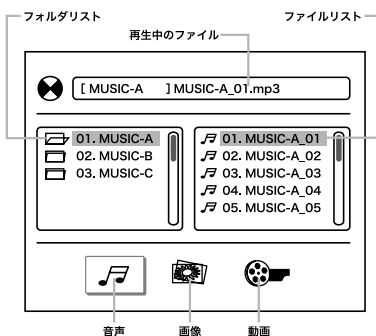 フォルダリスト
ファイルリスト
再生中のファイル
[ MUSIC-A ] MUSIC-A_01.mp3
01. MUSIC-A
02. MUSIC-B
03. MUSIC-C
01. MUSIC-A_01
02. MUSIC-A_02
03. MUSIC-A_03
04. MUSIC-A_04
05. MUSIC-A_05
音声
画像
動画